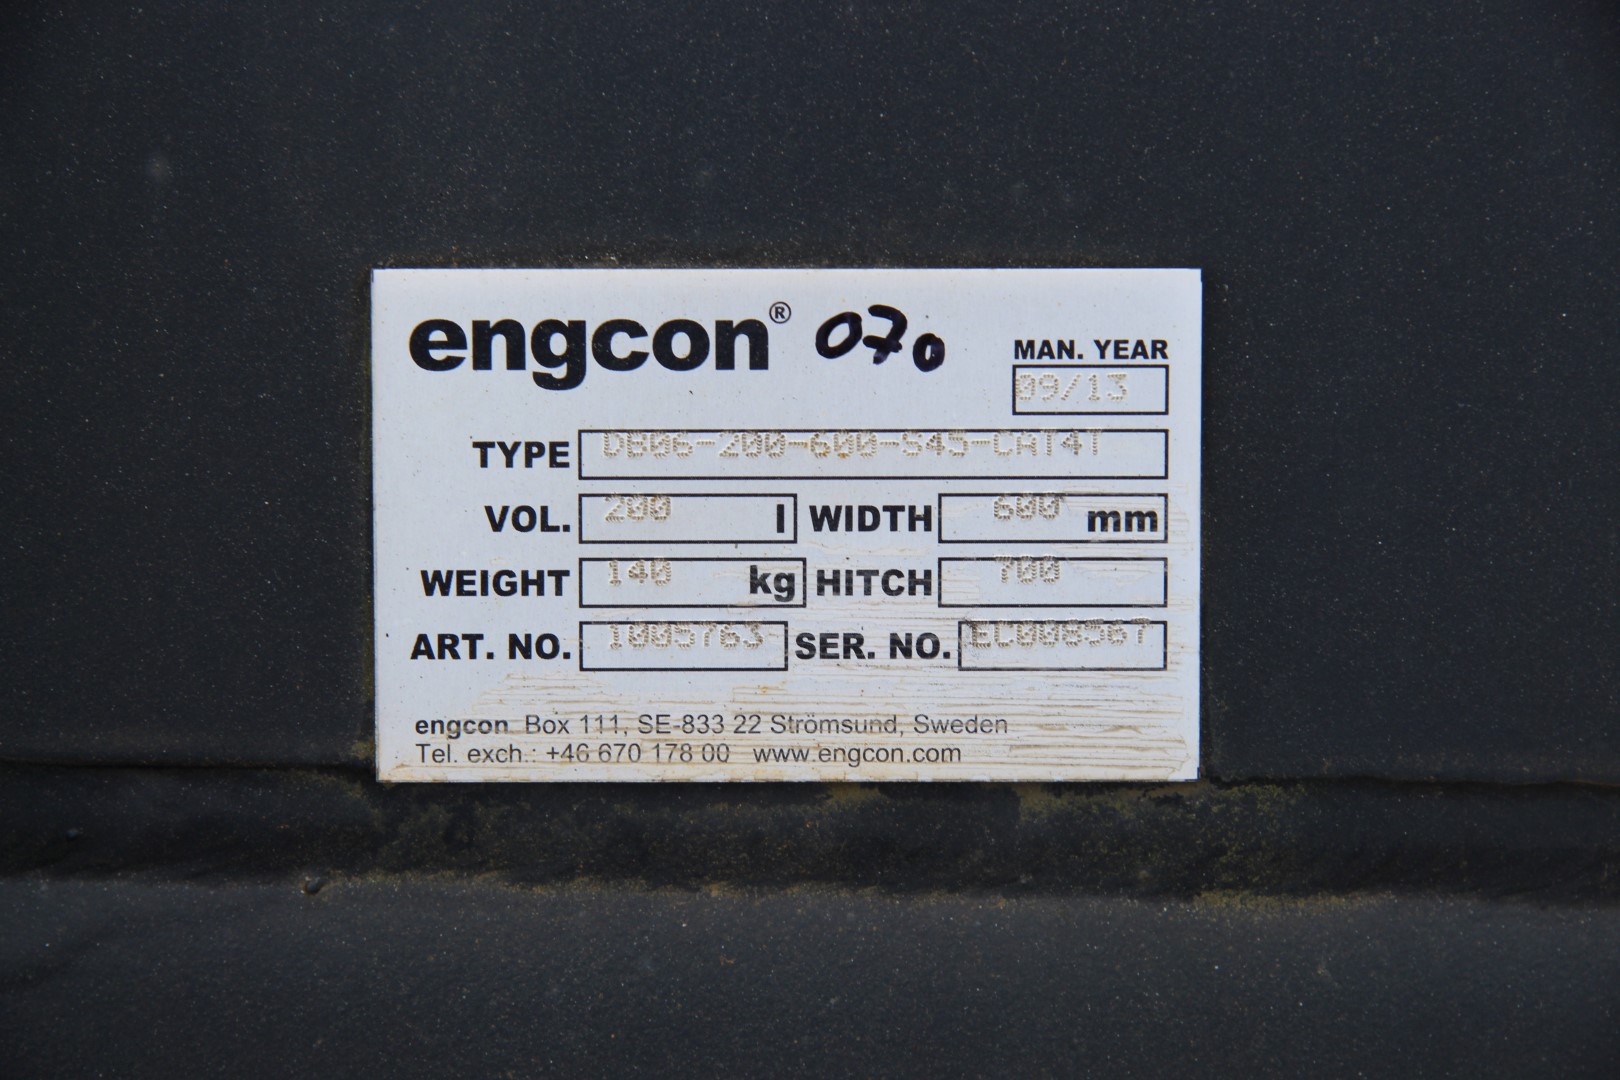 engcon® 070
MAN. YEAR
09/13
TYPE DB06-200-600-S45-CAT4T
VOL. 200 l WIDTH 600 mm
WEIGHT 140 kg HITCH 700
ART. NO. 1005763 SER. NO. EC008567
engcon Box 111, SE-833 22 Strömsund, Sweden
Tel. exch.: +46 670 178 00 www.engcon.com